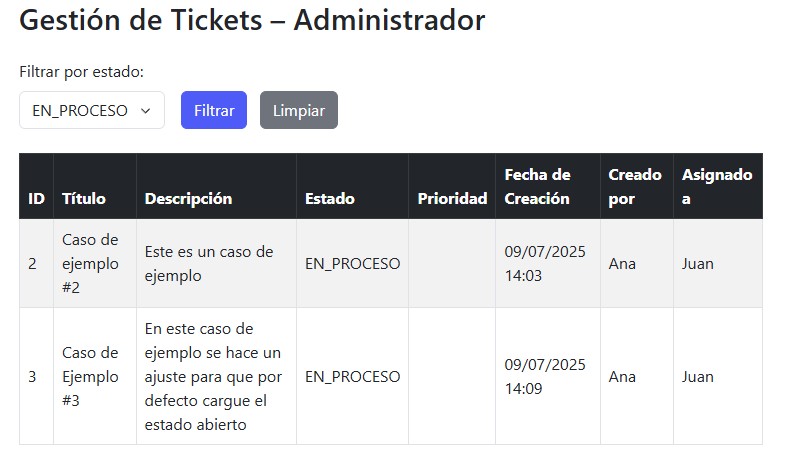 Gestión de Tickets – Administrador
Filtrar por estado:
EN_PROCESO Filtrar Limpiar
ID Título Descripción Estado Prioridad Fecha de Creación Creado por Asignado a
2 Caso de ejemplo #2 Este es un caso de ejemplo EN_PROCESO 09/07/2025 14:03 Ana Juan
3 Caso de Ejemplo #3 En este caso de ejemplo se hace un ajuste para que por defecto cargue el estado abierto EN_PROCESO 09/07/2025 14:09 Ana Juan